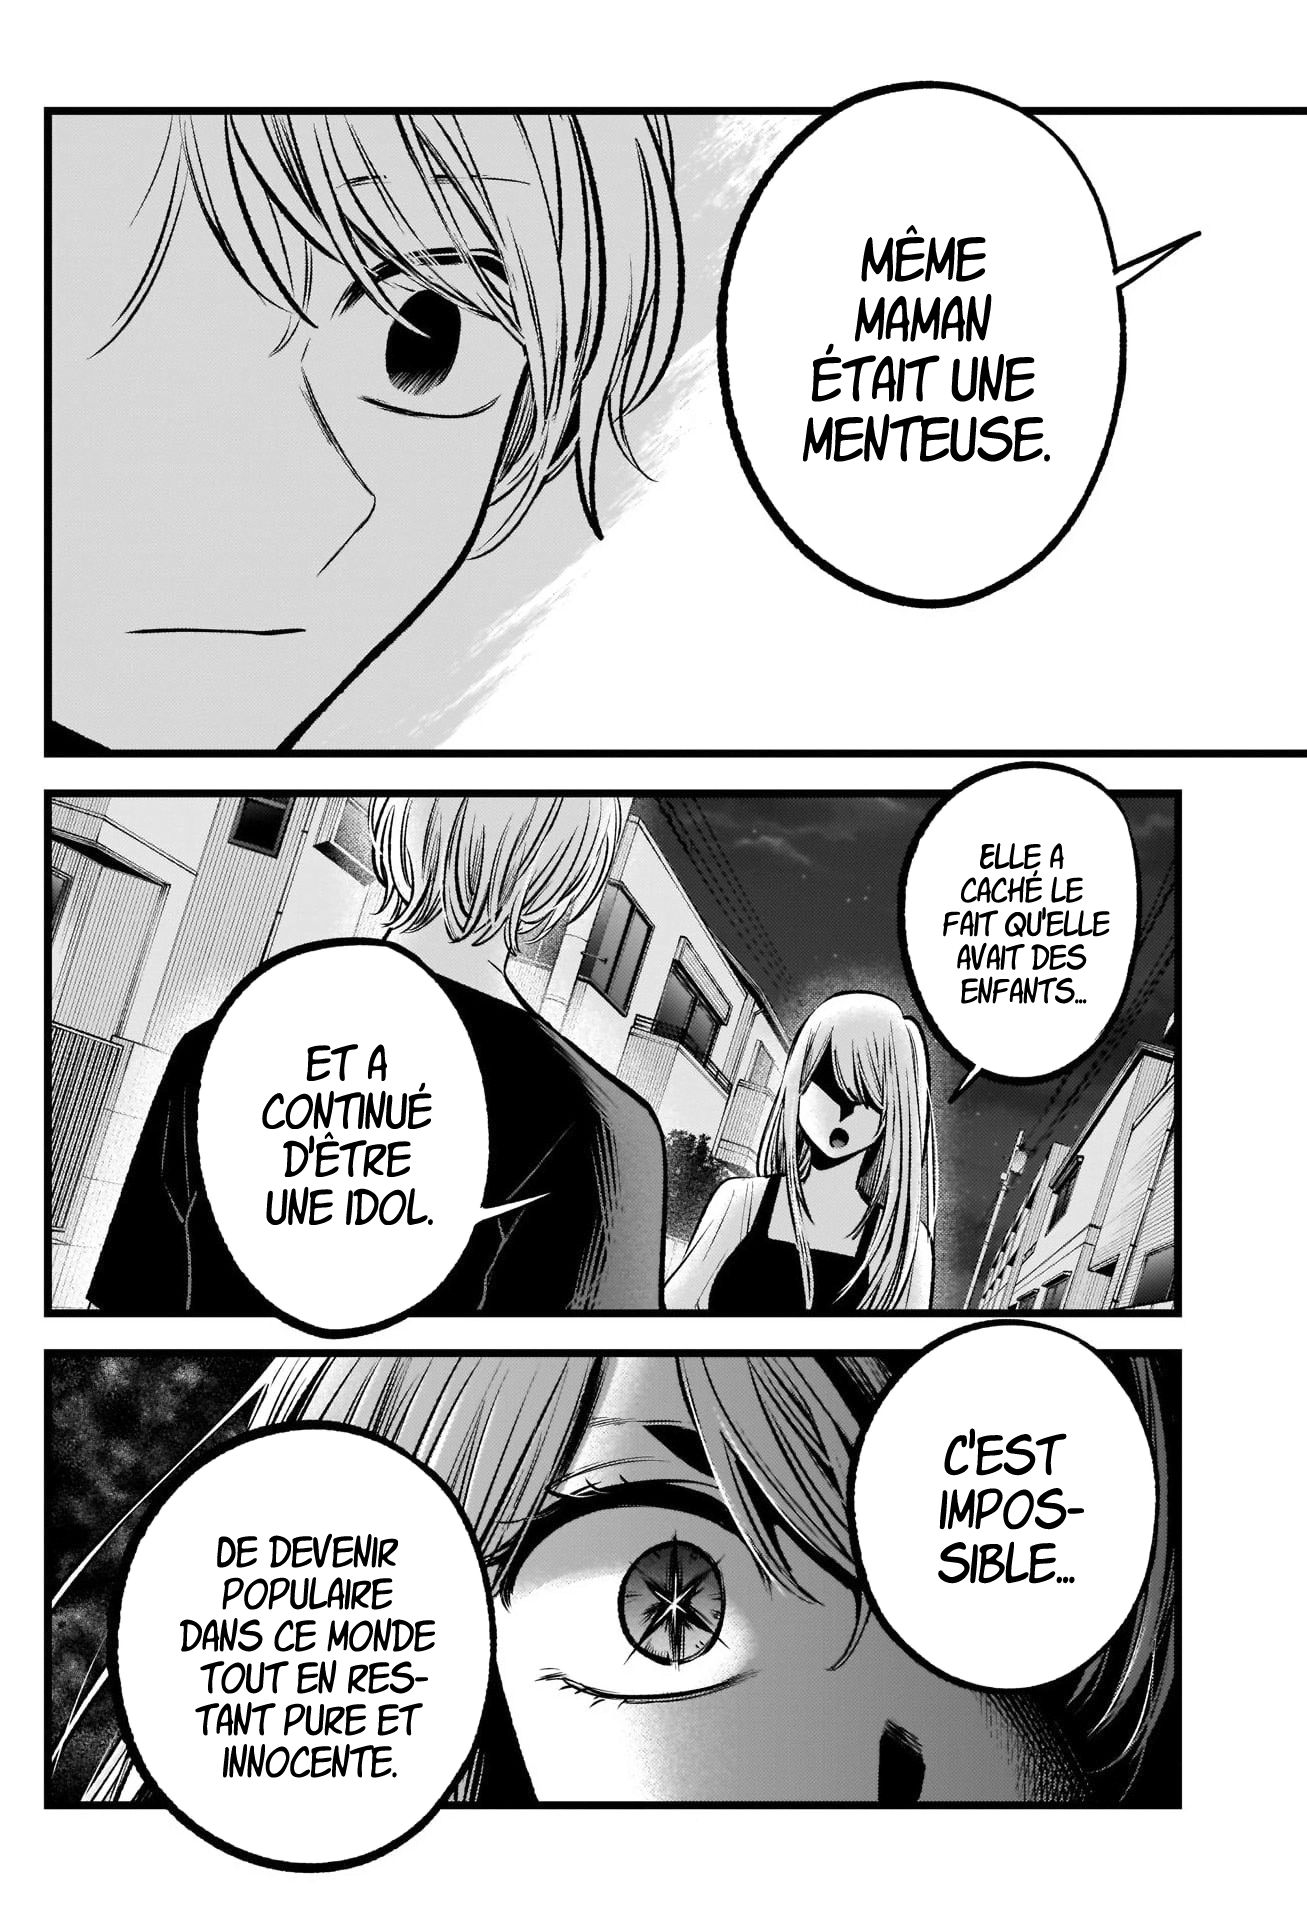 MÊME
MAMAN
ÉTAIT UNE
MENTEUSE.
ELLE A
CACHÉ LE
FAIT QU'ELLE
AVAIT DES
ENFANTS...
ET A
CONTINUÉ
D'ÊTRE
UNE IDOL.
C'EST
IMPOS-
SIBLE...
DE DEVENIR
POPULAIRE
DANS CE MONDE
TOUT EN RES-
TANT PURE ET
INNOCENTE.